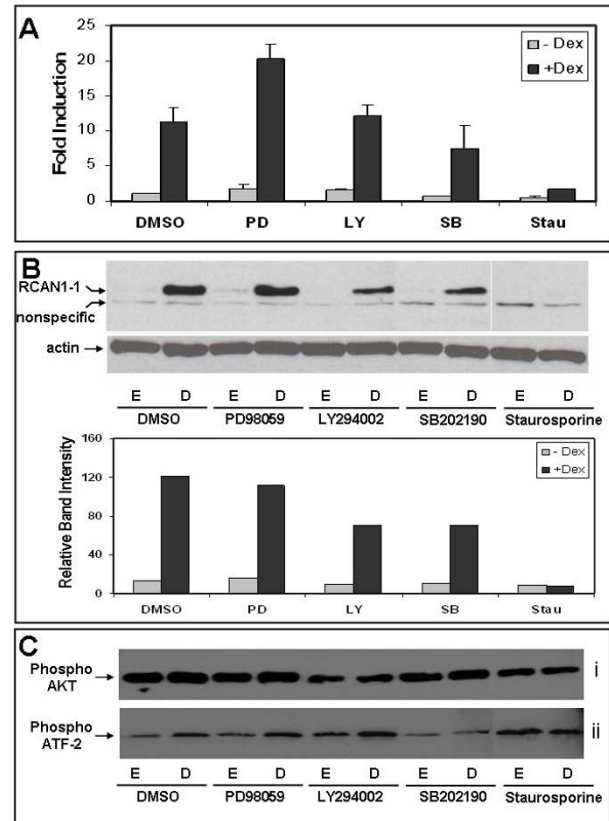 A
Fold Induction
25
20
15
10
5
0
- Dex
+Dex
DMSO PD LY SB Stau
B
RCAN1-1
nonspecific
actin
E D E D E D E D E D
DMSO PD98059 LY294002 SB202190 Staurosporine
Relative Band Intensity
160
120
80
40
0
- Dex
+Dex
DMSO PD LY SB Stau
C
Phospho
AKT
i
Phospho
ATF-2
ii
E D E D E D E D E D
DMSO PD98059 LY294002 SB202190 Staurosporine